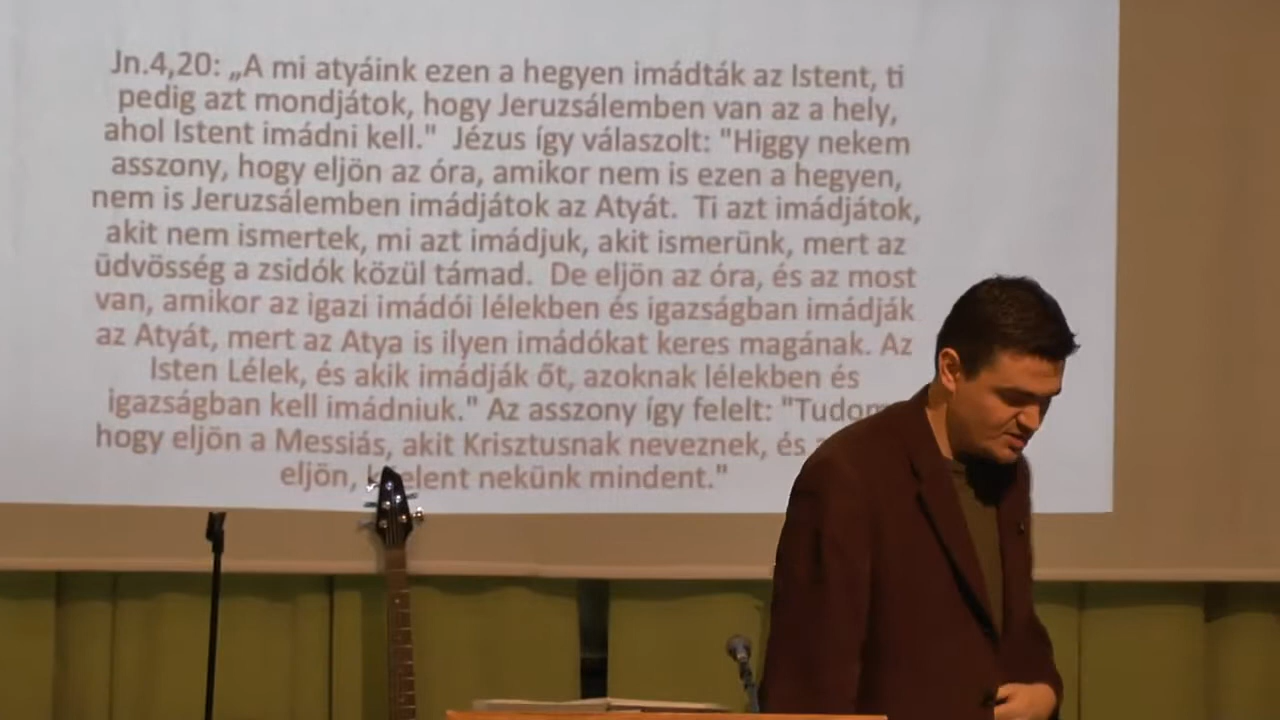 Jn.4,20: „A mi atyáink ezen a hegyen imádták az Istent, ti
pedig azt mondjátok, hogy Jeruzsálemben van az a hely,
ahol Istent imádni kell." Jézus így válaszolt: "Higgy nekem
asszony, hogy eljön az óra, amikor nem is ezen a hegyen,
nem is Jeruzsálemben imádjátok az Atyát. Ti azt imádjátok,
akit nem ismertek, mi azt imádjuk, akit ismerünk, mert az
üdvösség a zsidók közül támad. De eljön az óra, és az most
van, amikor az igazi imádói lélekben és igazságban imádják
az Atyát, mert az Atya is ilyen imádókat keres magának. Az
Isten Lélek, és akik imádják őt, azoknak lélekben és
igazságban kell imádniuk." Az asszony így felelt:
hogy eljön a Messiás, akit Krisztusnak neveznek, és
eljön, nekünk mindent."